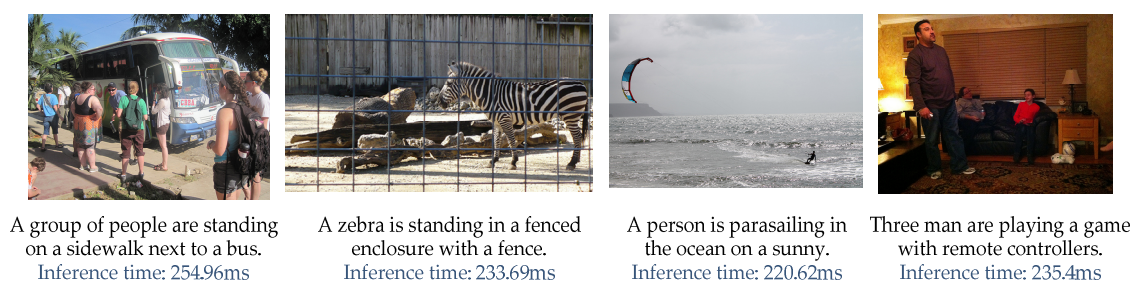 A group of people are standing
on a sidewalk next to a bus.
Inference time: 254.96ms
A zebra is standing in a fenced
enclosure with a fence.
Inference time: 233.69ms
A person is parasailing in
the ocean on a sunny.
Inference time: 220.62ms
Three man are playing a game
with remote controllers.
Inference time: 235.4ms